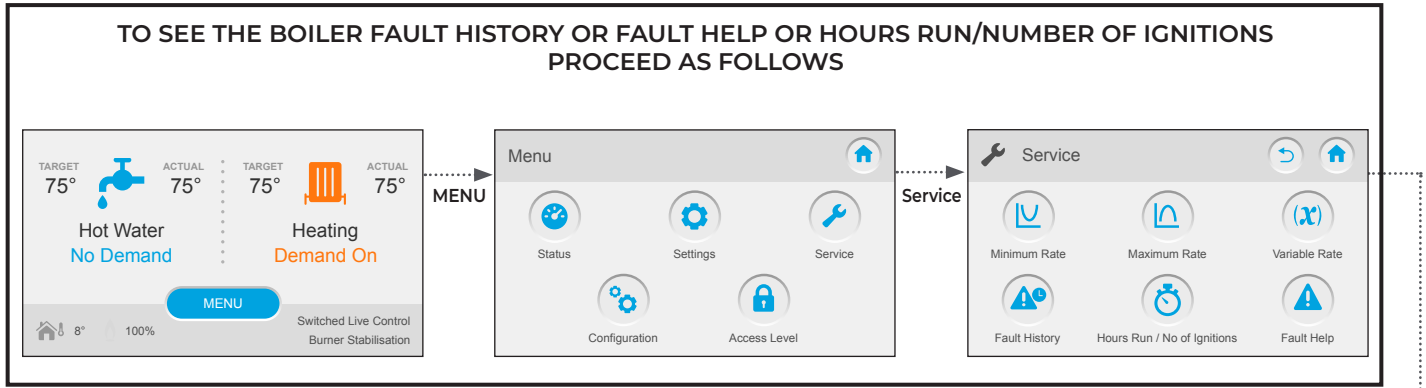 TO SEE THE BOILER FAULT HISTORY OR FAULT HELP OR HOURS RUN/NUMBER OF IGNITIONS
PROCEED AS FOLLOWS
TARGET
75°
ACTUAL
75°
Hot Water
No Demand
TARGET
75°
ACTUAL
75°
Heating
Demand On
MENU
8°
100%
Switched Live Control
Burner Stabilisation
MENU
Menu
Status
Settings
Service
Configuration
Access Level
Service
Service
Minimum Rate
Maximum Rate
(x)
Variable Rate
Fault History
Hours Run / No of Ignitions
Fault Help